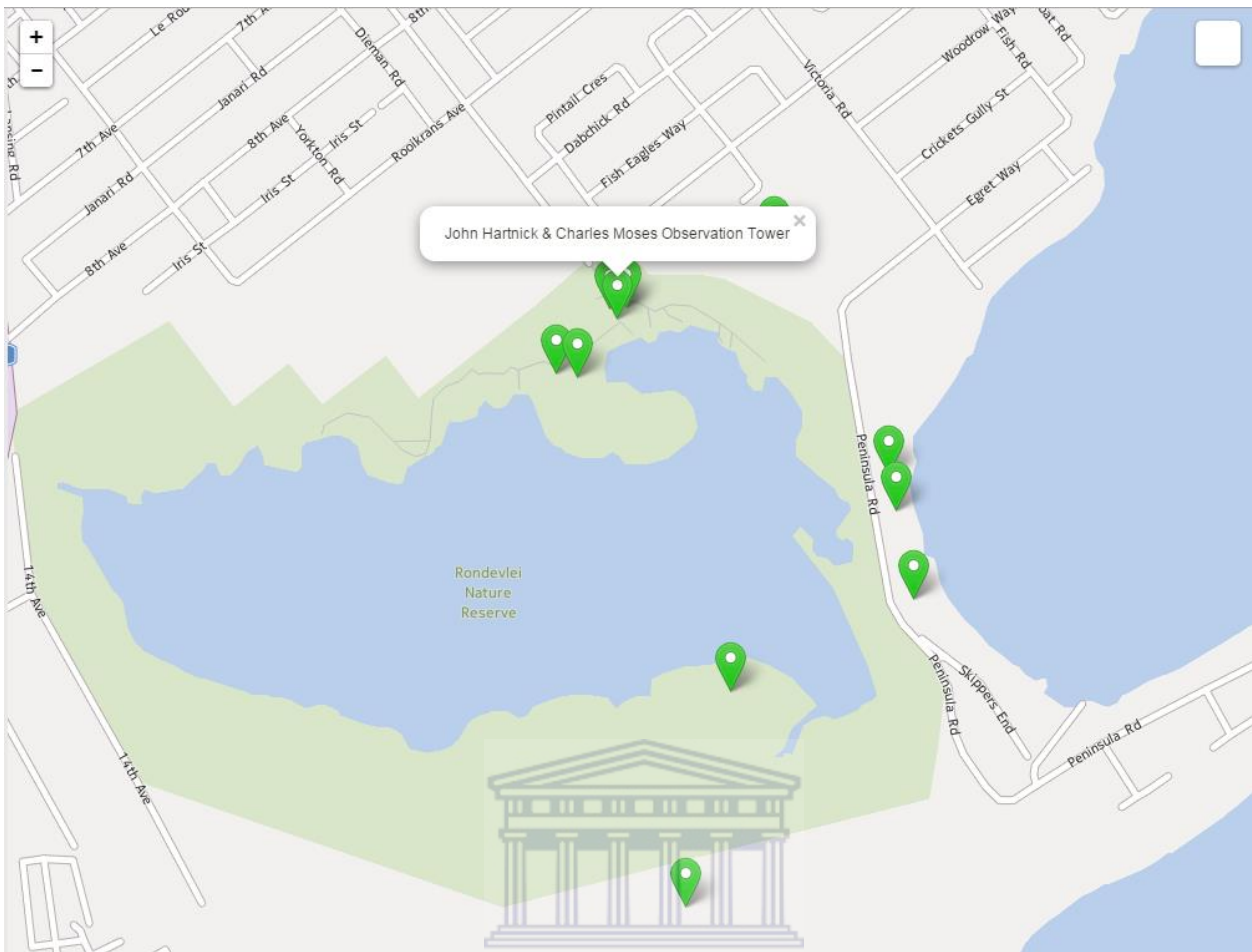 +
−
Le Rou
7th A
8th
Dieman Rd
Janari Rd
7th Ave
8th Ave
Iris St
Yorkton Rd
Rooikrans Ave
Pintail Cres
Dabchick Rd
Fish Eagles Way
Victoria Rd
Woodrow Way
Fish Rd
oat Rd
Crickets Gully St
Egret Way
Janari Rd
Iris St
8th Ave
Iris St
John Hartnick & Charles Moses Observation Tower
×
Peninsula Rd
14th Ave
Rondevlei
Nature
Reserve
Peninsula Rd
Skippers End
Peninsula Rd
14th Ave